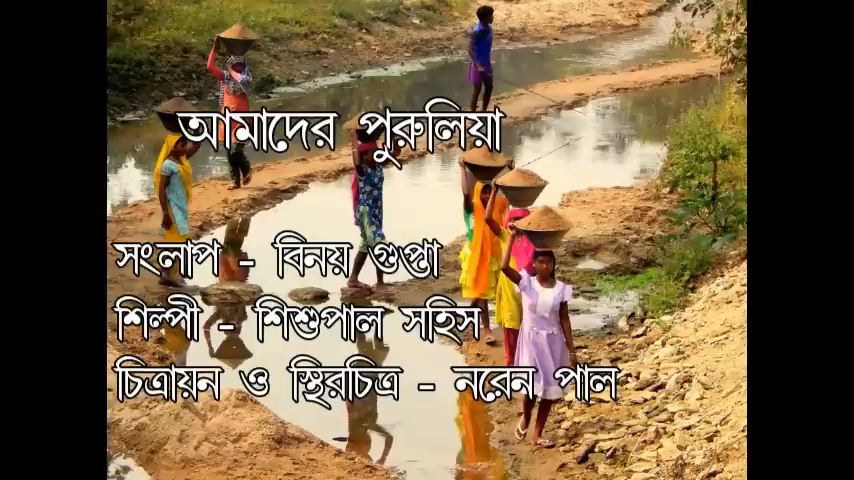 আমাদের পুরুলিয়া
সংলাপ - বিনয় গুপ্তা
শিল্পী - শিশুপাল সহিস
চিত্রায়ন ও স্থিরচিত্র - নরেন পাল